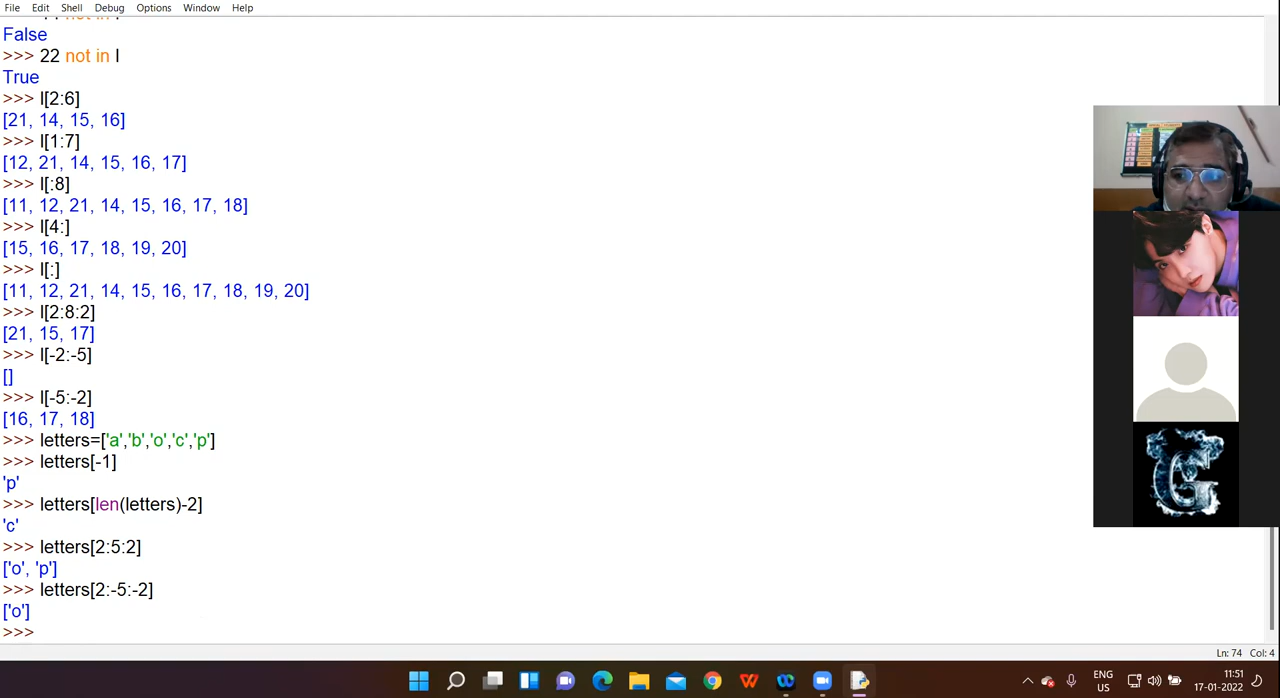 File Edit Shell Debug Options Window Help
False
>>> 22 not in l
True
>>> l[2:6]
[21, 14, 15, 16]
>>> l[1:7]
[12, 21, 14, 15, 16, 17]
>>> l[:8]
[11, 12, 21, 14, 15, 16, 17, 18]
>>> l[4:]
[15, 16, 17, 18, 19, 20]
>>> l[:]
[11, 12, 21, 14, 15, 16, 17, 18, 19, 20]
>>> l[2:8:2]
[21, 15, 17]
>>> l[-2:-5]
[]
>>> l[-5:-2]
[16, 17, 18]
>>> letters=['a','b','o','c','p']
>>> letters[-1]
'p'
>>> letters[len(letters)-2]
'c'
>>> letters[2:5:2]
['o', 'p']
>>> letters[2:-5:-2]
['o']
>>>
Ln: 74 Col: 4
ENG
US
11:51
17-01-2022